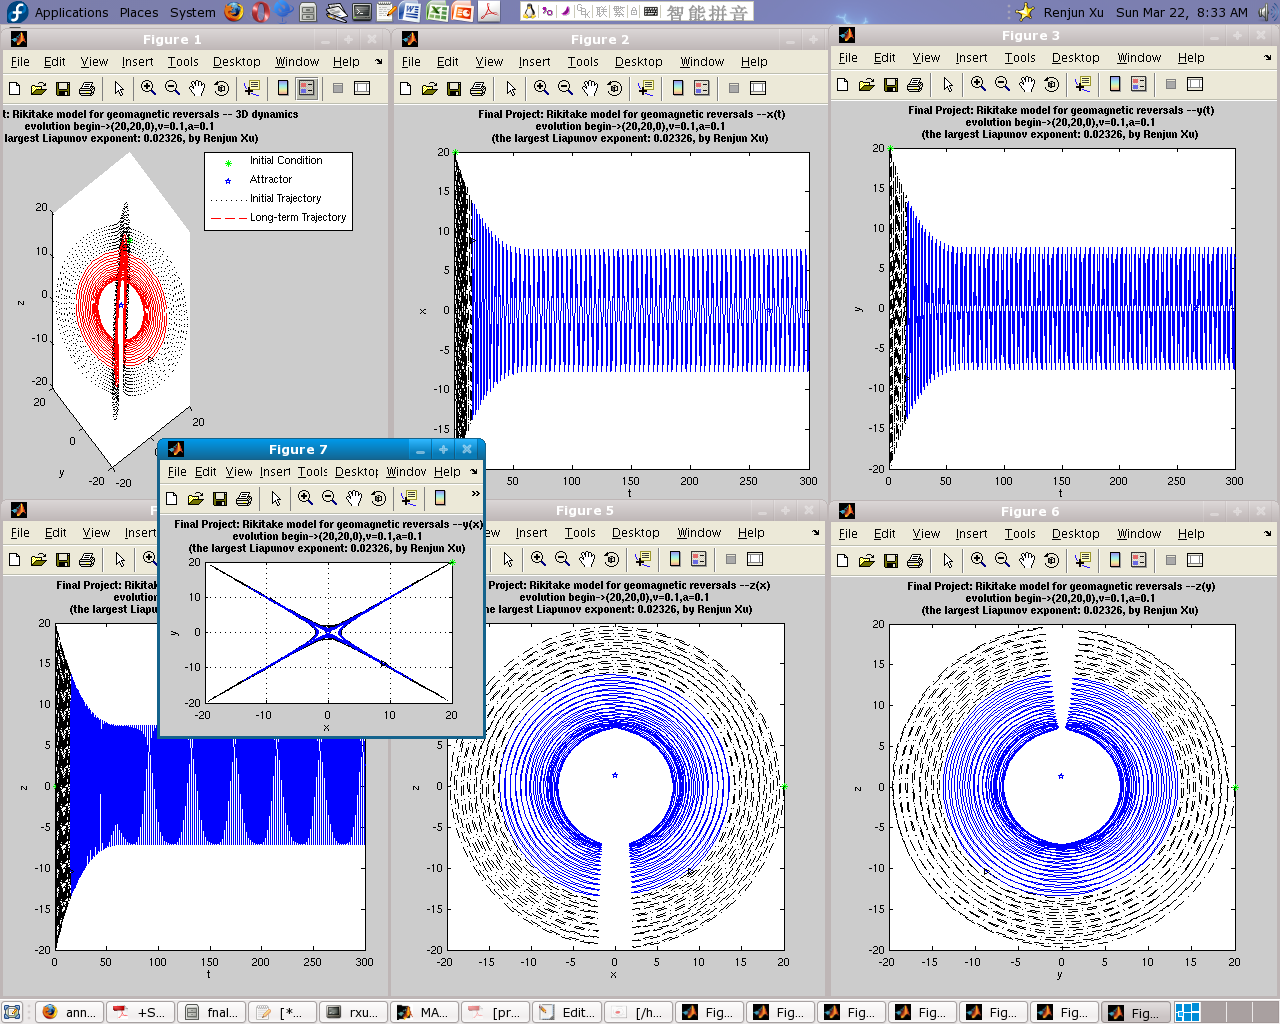 Applications Places System
联 繁 智能拼音
Renjun Xu Sun Mar 22, 8:33 AM
Figure 1
File Edit View Insert Tools Desktop Window Help
t: Rikitake model for geomagnetic reversals -- 3D dynamics
evolution begin->(20,20,0),v=0.1,a=0.1
largest Liapunov exponent: 0.02326, by Renjun Xu)
Initial Condition
Attractor
Initial Trajectory
Long-term Trajectory
20
10
0
-10
-20
z
20
0
-20
y
-20
0
20
Figure 2
File Edit View Insert Tools Desktop Window Help
Final Project: Rikitake model for geomagnetic reversals --x(t)
evolution begin->(20,20,0),v=0.1,a=0.1
(the largest Liapunov exponent: 0.02326, by Renjun Xu)
20
15
10
5
0
-5
-10
-15
x
50 100 150 200 250 300
t
Figure 3
File Edit View Insert Tools Desktop Window Help
Final Project: Rikitake model for geomagnetic reversals --y(t)
evolution begin->(20,20,0),v=0.1,a=0.1
(the largest Liapunov exponent: 0.02326, by Renjun Xu)
20
15
10
5
0
-5
-10
-15
-20
y
0 50 100 150 200 250 300
t
Figure 7
File Edit View Insert Tools Desktop Window Help
Final Project: Rikitake model for geomagnetic reversals --y(x)
evolution begin->(20,20,0),v=0.1,a=0.1
(the largest Liapunov exponent: 0.02326, by Renjun Xu)
20
10
0
-10
-20
y
-20 -10 0 10 20
x
F
File Edit View
Final Project: Rikitak
evolution
(the largest Liapu
20
15
10
5
0
-5
-10
-15
-20
z
0 50 100 150 200 250 300
t
Figure 5
View Insert Tools Desktop Window Help
Project: Rikitake model for geomagnetic reversals --z(x)
evolution begin->(20,20,0),v=0.1,a=0.1
he largest Liapunov exponent: 0.02326, by Renjun Xu)
5
0
-5
-10
-15
-20
z
-20 -15 -10 -5 0 5 10 15 20
x
Figure 6
File Edit View Insert Tools Desktop Window Help
Final Project: Rikitake model for geomagnetic reversals --z(y)
evolution begin->(20,20,0),v=0.1,a=0.1
(the largest Liapunov exponent: 0.02326, by Renjun Xu)
20
15
10
5
0
-5
-10
-15
-20
z
-20 -15 -10 -5 0 5 10 15 20
y
ann... +S... fnal... [*... rxu... MA... [pr... Edit... [/h... Fig... Fig... Fig... Fig... Fig... Fig... Fig...